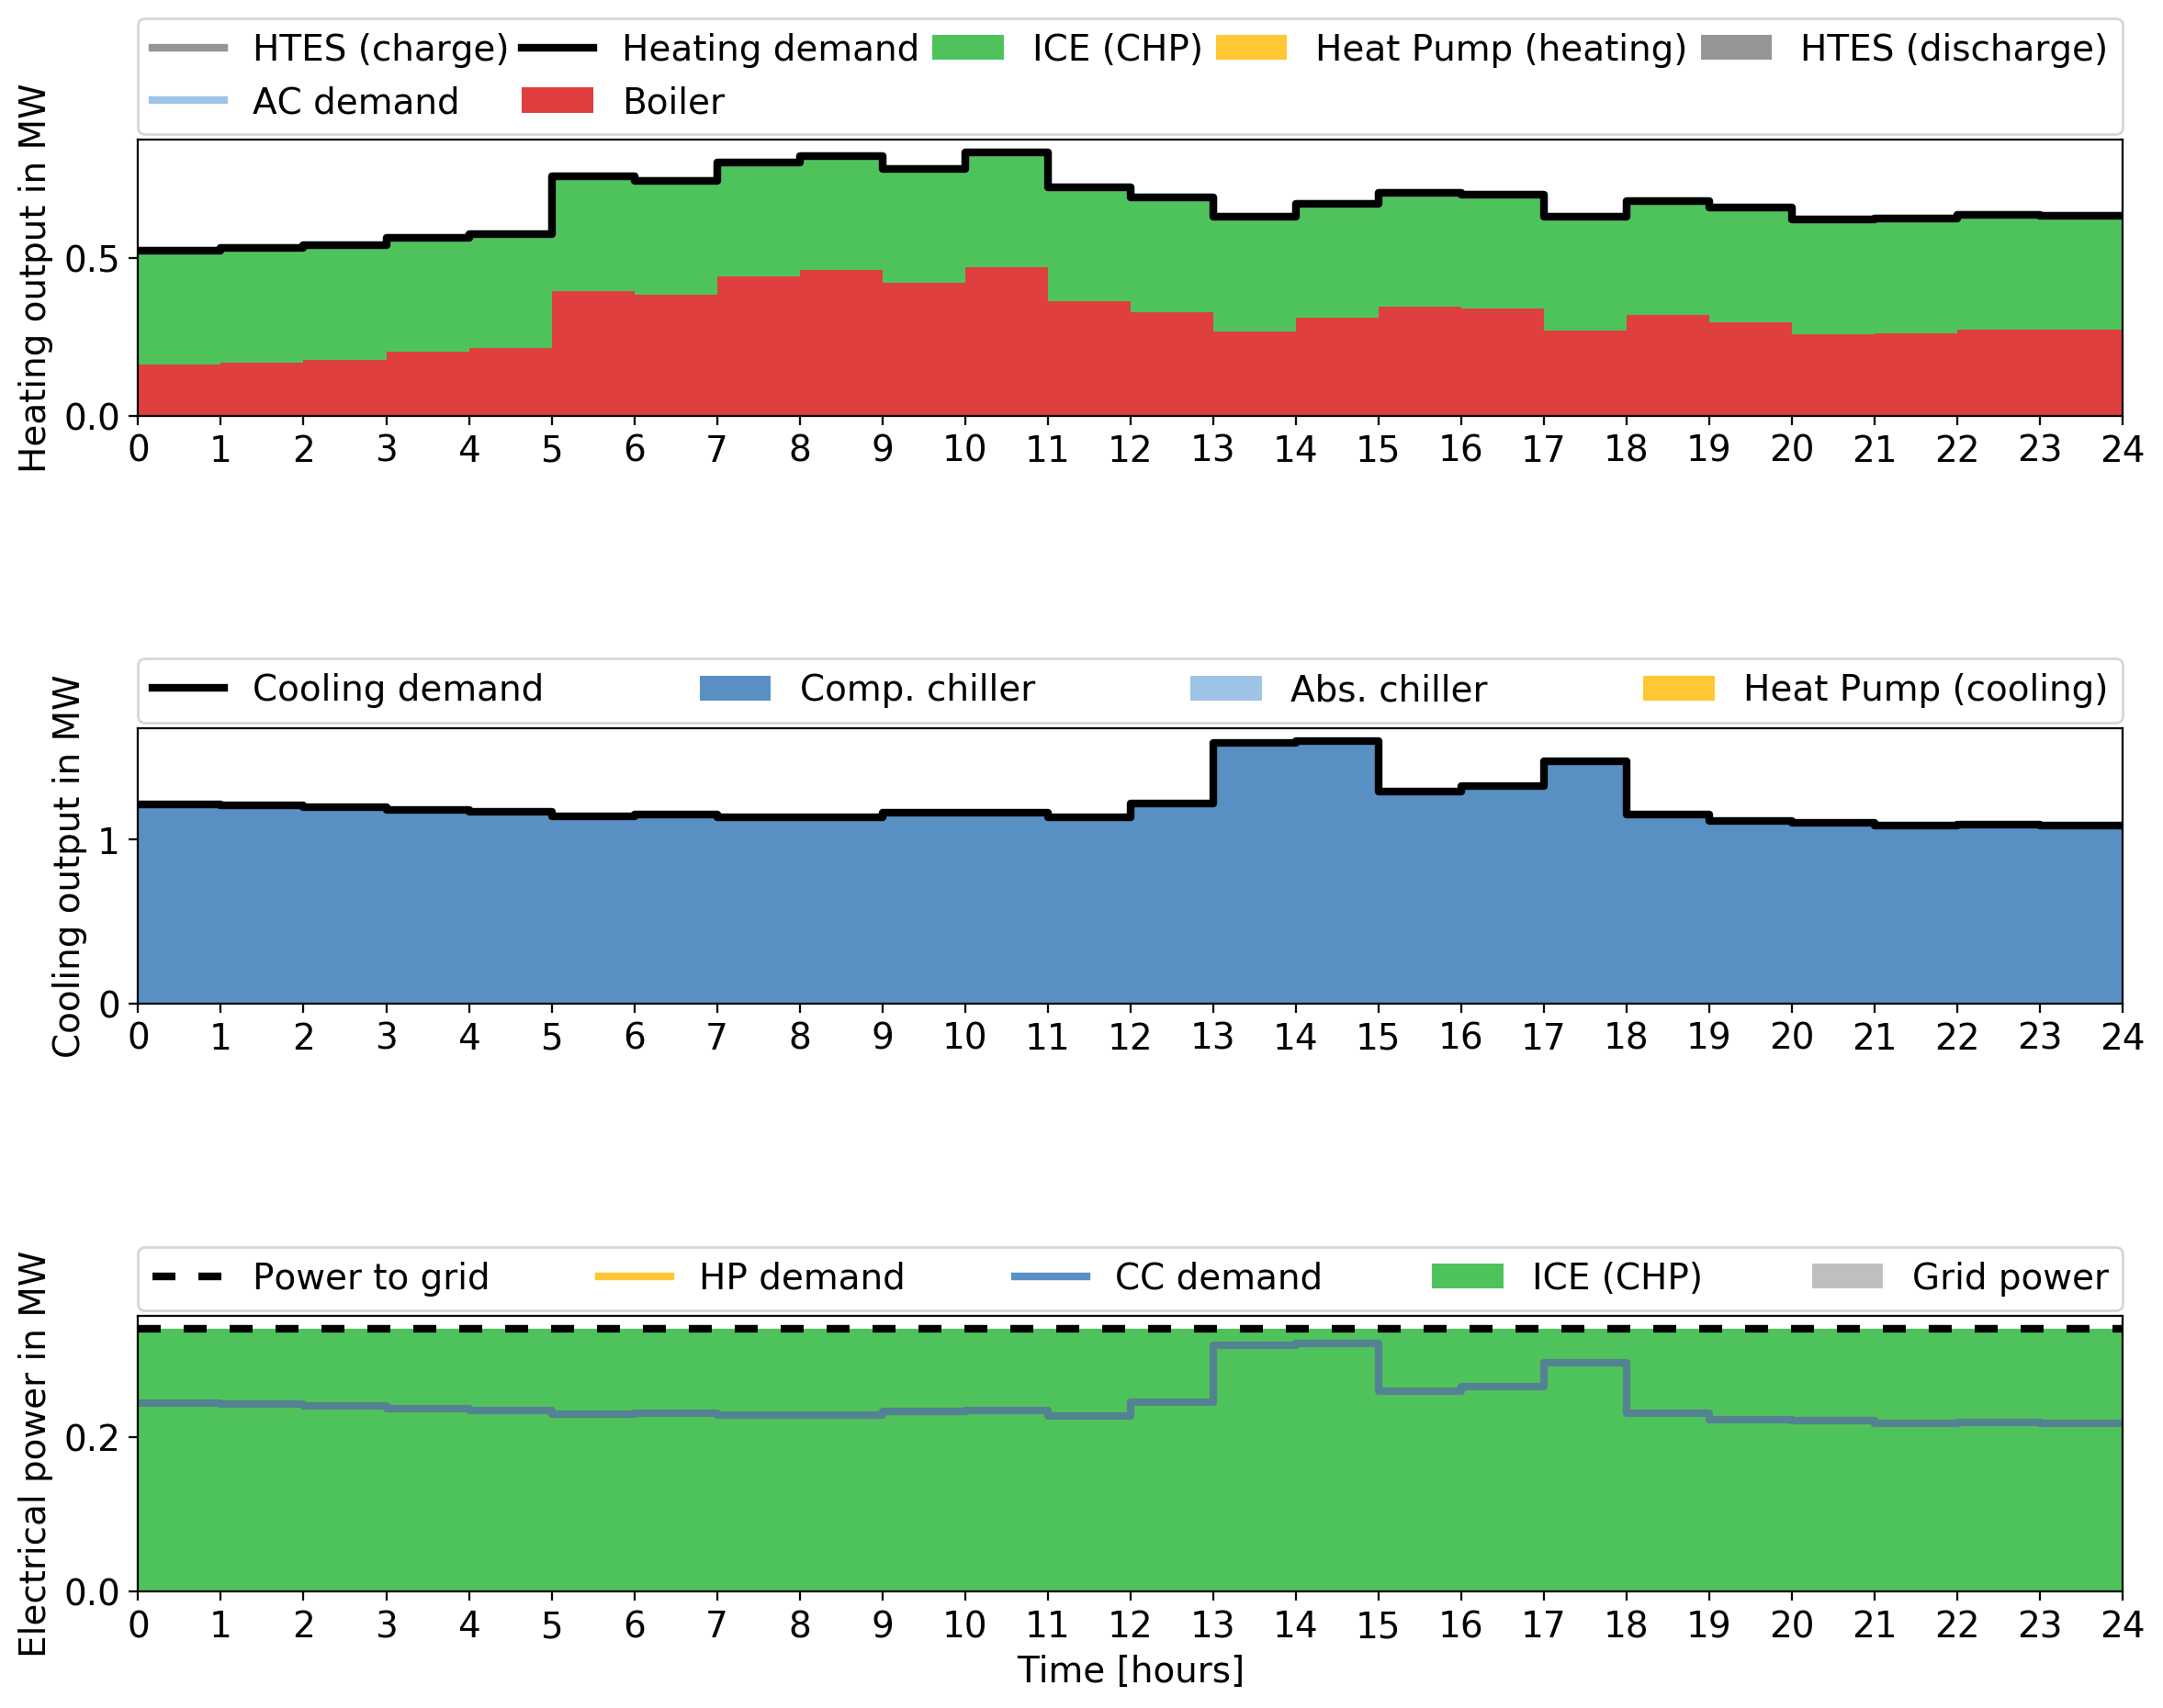 HTES (charge) Heating demand ICE (CHP) Heat Pump (heating) HTES (discharge)
AC demand Boiler
Heating output in MW
0.5
0.0
0 1 2 3 4 5 6 7 8 9 10 11 12 13 14 15 16 17 18 19 20 21 22 23 24
Cooling demand Comp. chiller Abs. chiller Heat Pump (cooling)
Cooling output in MW
1
0
0 1 2 3 4 5 6 7 8 9 10 11 12 13 14 15 16 17 18 19 20 21 22 23 24
Power to grid HP demand CC demand ICE (CHP) Grid power
Electrical power in MW
0.2
0.0
0 1 2 3 4 5 6 7 8 9 10 11 12 13 14 15 16 17 18 19 20 21 22 23 24
Time [hours]